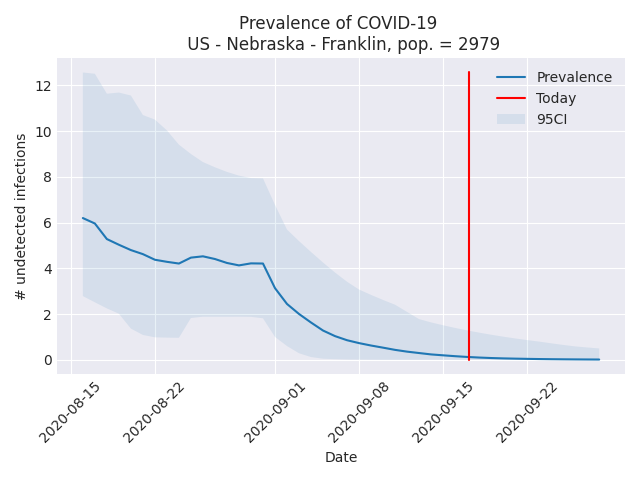 Prevalence of COVID-19
US - Nebraska - Franklin, pop. = 2979
# undetected infections
12
10
8
6
4
2
0
Prevalence
Today
95CI
2020-08-15
2020-08-22
2020-09-01
2020-09-08
2020-09-15
2020-09-22
Date